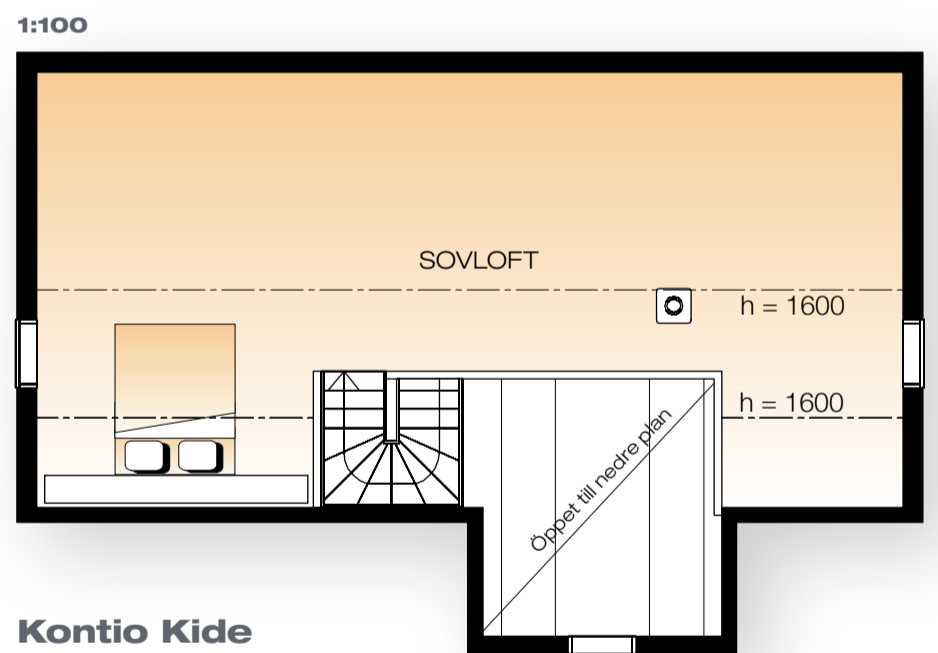 1:100
SOVLOFT
h = 1600
h = 1600
Öppet till nedre plan
Kontio Kide